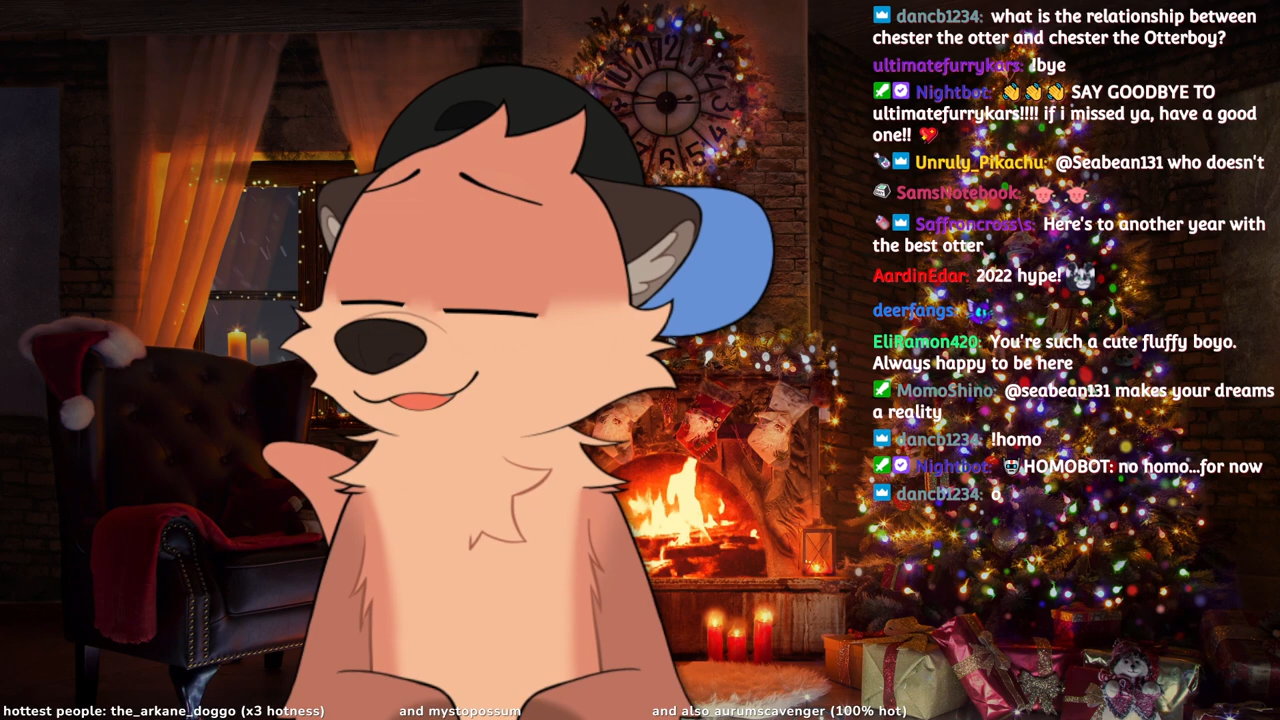 dancb1234: what is the relationship between
chester the otter and chester the Otterboy?
ultimatefurrykars: !bye
Nightbot: 👋👋👋 SAY GOODBYE TO
ultimatefurrykars!!!! if i missed ya, have a good
one!! 💖
Unruly_Pikachu: @Seabean131 who doesn't
SamsNotebook:
Saffroncross\s: Here's to another year with
the best otter
AardinEdar: 2022 hype!
deerfangs:
EliRamon420: You're such a cute fluffy boyo.
Always happy to be here
MomoShino: @seabean131 makes your dreams
a reality
dancb1234: !homo
Nightbot: 🤖HOMOBOT: no homo...for now
dancb1234: o
hottest people: the_arkane_doggo (x3 hotness) and mystopossum and also aurumscavenger (100% hot)